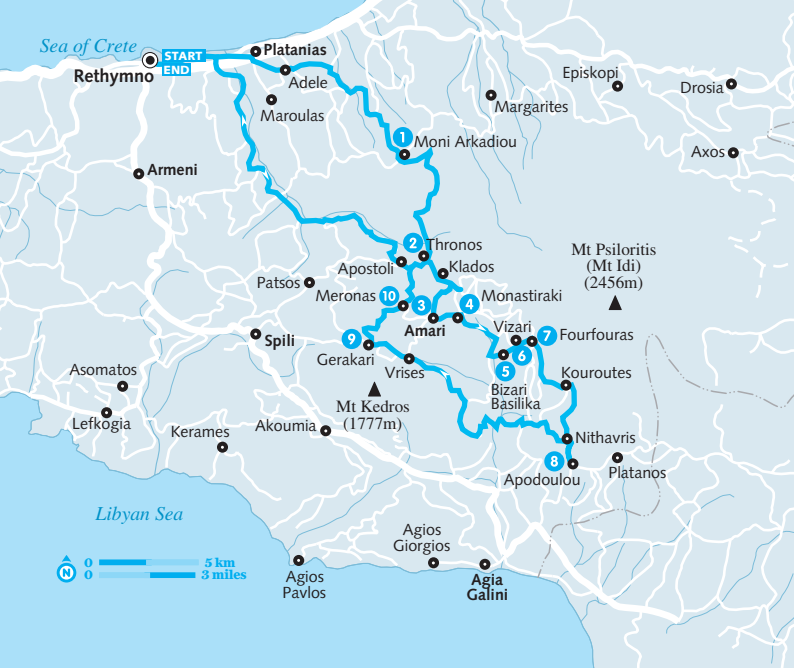 Sea of Crete
START
END
Rethymno
Platanias
Adele
Maroulas
Episkopi
Drosia
Margarites
1
Moni Arkadiou
Axos
Armeni
2
Thronos
Apostoli
Klados
Mt Psiloritis
(Mt Idi)
(2456m)
Patsos
Meronas
10
3
4
Monastiraki
Amari
Vizari
7
Fourfouras
Spili
9
Gerakari
Vrises
6
5
Bizari
Basilika
Kouroutes
Asomatos
Mt Kedros
(1777m)
Lefkogia
Kerames
Akoumia
Nithavris
8
Apodoulou
Platanos
Libyan Sea
Agios
Giorgios
N
0
5 km
0
3 miles
Agios
Pavlos
Agia
Galini